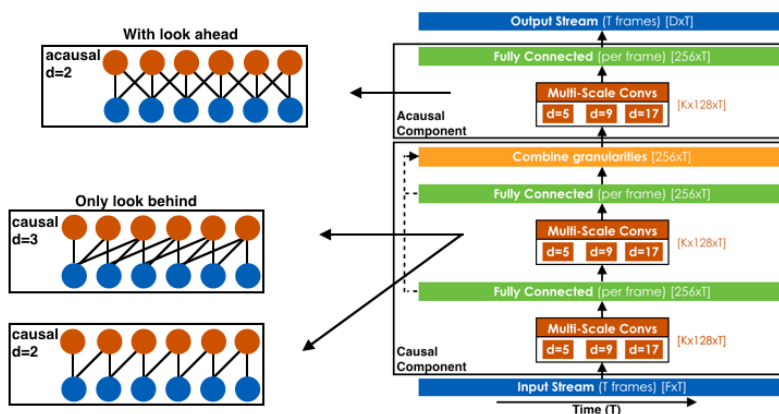 With look ahead
acausal
d=2
Only look behind
causal
d=3
causal
d=2
Output Stream (T frames) [DxT]
Fully Connected (per frame) [256xT]
Multi-Scale Convs
d=5 d=9 d=17
[Kx128xT]
Acausal
Component
Combine granularities [256xT]
Fully Connected (per frame) [256xT]
Multi-Scale Convs
d=5 d=9 d=17
[Kx128xT]
Fully Connected (per frame) [256xT]
Multi-Scale Convs
d=5 d=9 d=17
[Kx128xT]
Causal
Component
Input Stream (T frames) [FxT]
Time (T)